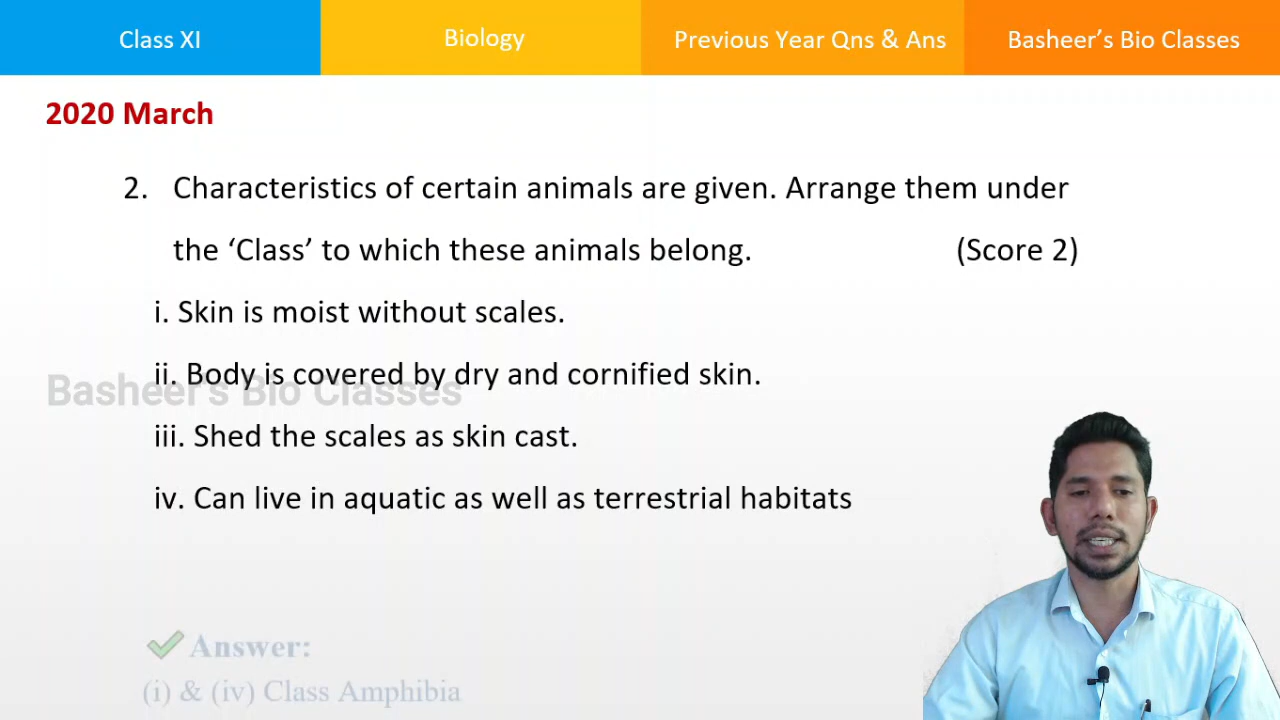 Class XI
Biology
Previous Year Qns & Ans
Basheer’s Bio Classes
2020 March
2. Characteristics of certain animals are given. Arrange them under
the ‘Class’ to which these animals belong. (Score 2)
i. Skin is moist without scales.
ii. Body is covered by dry and cornified skin.
Basheer's Bio Classes
iii. Shed the scales as skin cast.
iv. Can live in aquatic as well as terrestrial habitats
Answer:
(i) & (iv) Class Amphibia